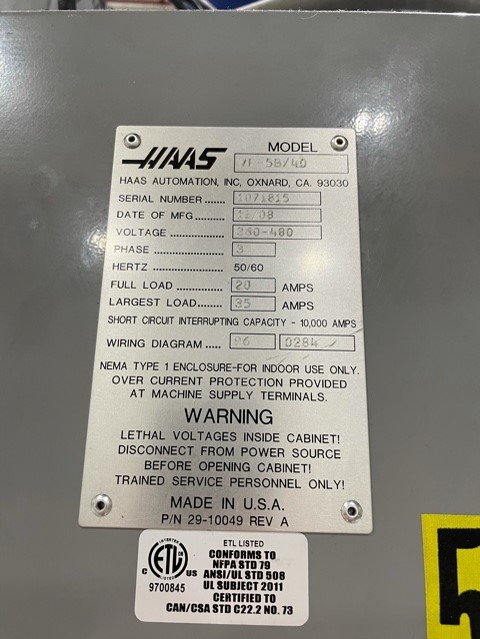 HAAS
MODEL
VF-5B/40
HAAS AUTOMATION, INC, OXNARD, CA. 93030
SERIAL NUMBER ...... 1071815
DATE OF MFG .......... 11/08
VOLTAGE ................. 380-480
PHASE ...................... 3
HERTZ ...................... 50/60
FULL LOAD .............. 20 AMPS
LARGEST LOAD....... 35 AMPS
SHORT CIRCUIT INTERRUPTING CAPACITY - 10,000 AMPS
WIRING DIAGRAM ..... 06 0284
NEMA TYPE 1 ENCLOSURE-FOR INDOOR USE ONLY.
OVER CURRENT PROTECTION PROVIDED
AT MACHINE SUPPLY TERMINALS.
WARNING
LETHAL VOLTAGES INSIDE CABINET!
DISCONNECT FROM POWER SOURCE
BEFORE OPENING CABINET!
TRAINED SERVICE PERSONNEL ONLY!
MADE IN U.S.A.
P/N 29-10049 REV A
ETL LISTED
CONFORMS TO
NFPA STD 79
ANSI/UL STD 508
UL SUBJECT 2011
CERTIFIED TO
CAN/CSA STD C22.2 NO. 73
C ETL US
9700845
5